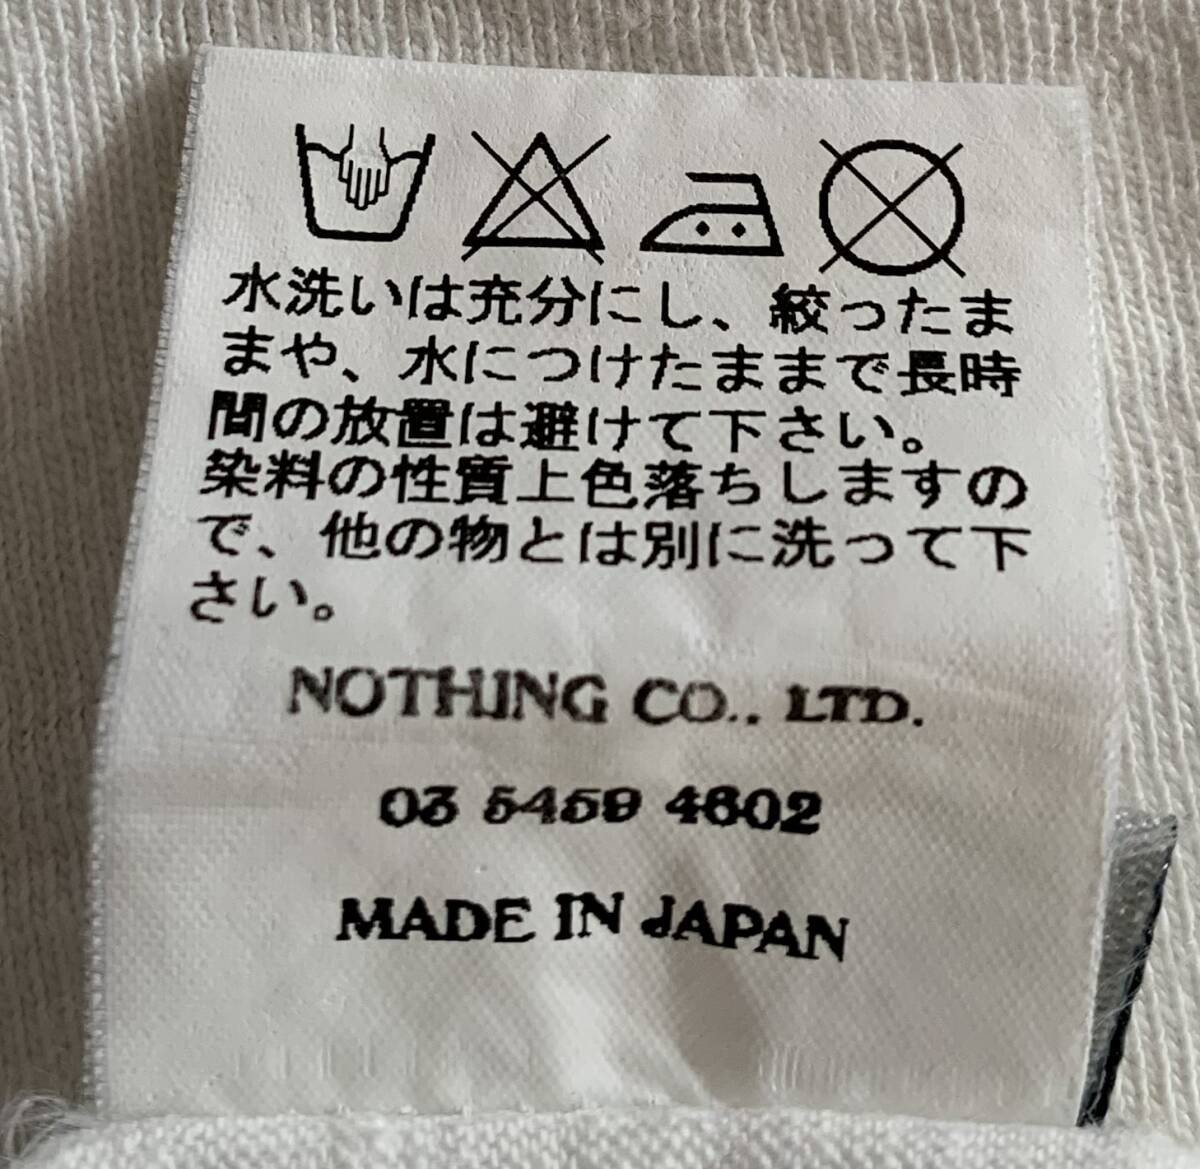 水洗いは充分にし、絞ったま
まや、水につけたままで長時
間の放置は避けて下さい。
染料の性質上色落ちしますの
で、他の物とは別に洗って下
さい。
NOTHING CO., LTD.
03 5459 4602
MADE IN JAPAN